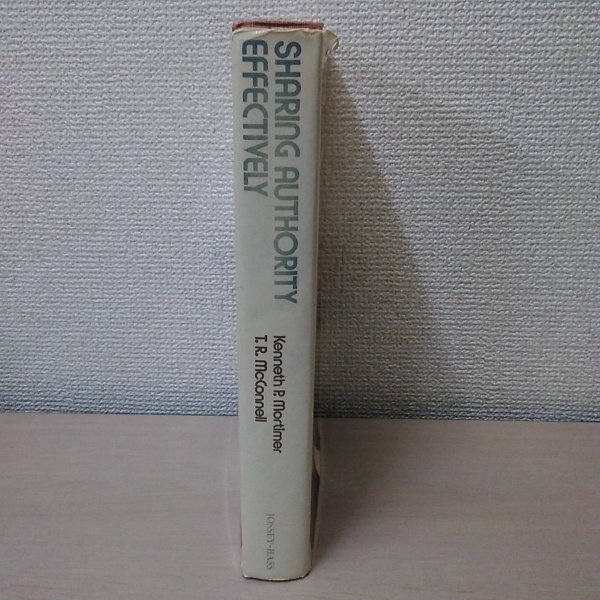 SHARING AUTHORITY
EFFECTIVELY
Kenneth P. Mortimer
T. R. McConnell
JOSSEY-BASS